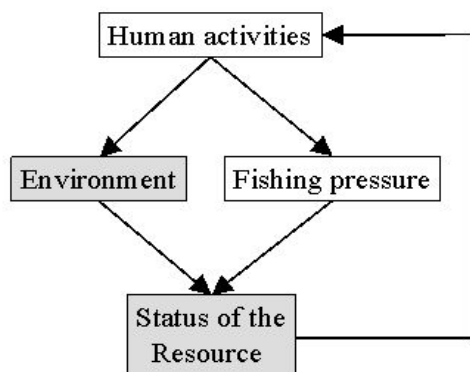 Human activities
Environment
Fishing pressure
Status of the
Resource